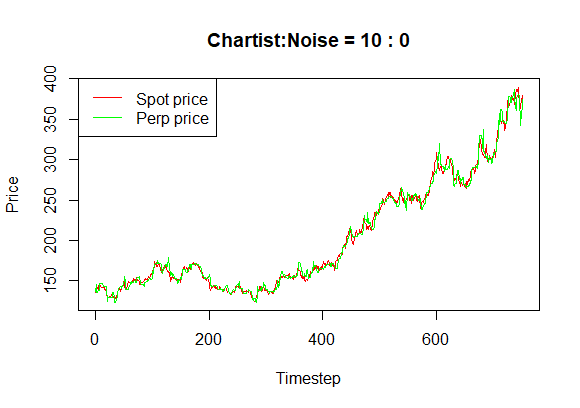 Chartist:Noise = 10 : 0
Spot price
Perp price
Price
400
350
300
250
200
150
0 200 400 600
Timestep